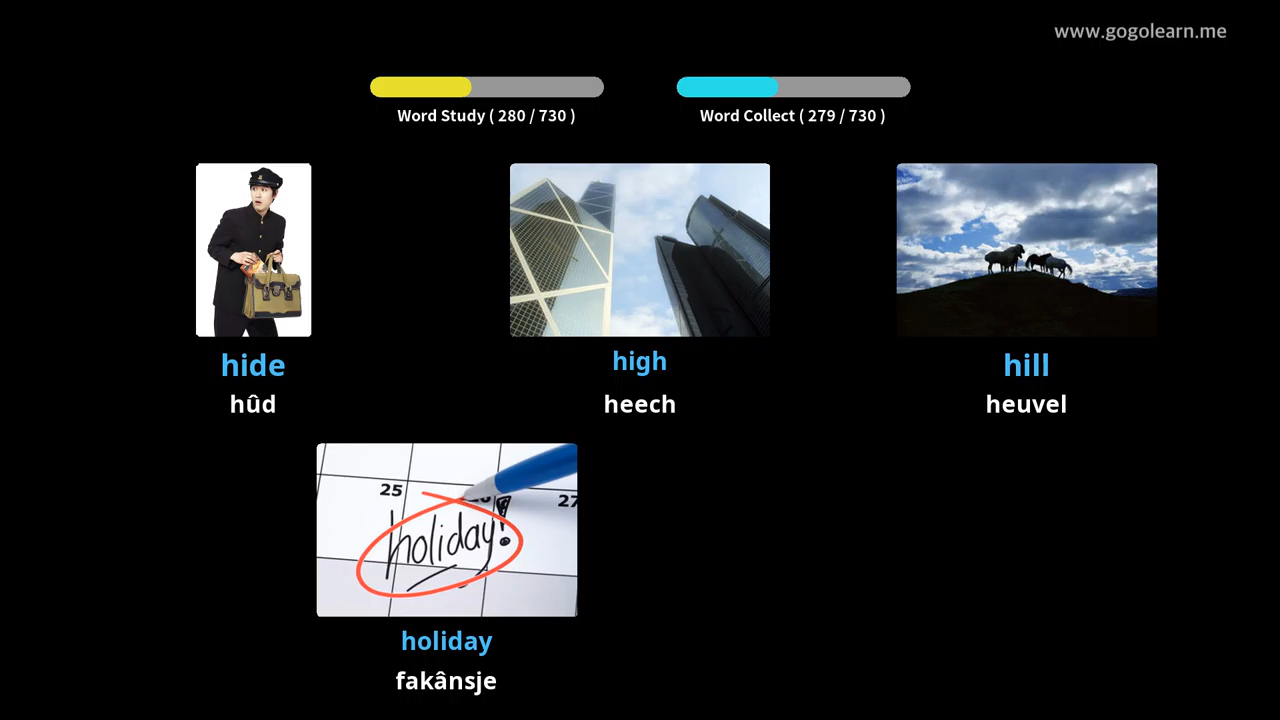 www.gogolearn.me
Word Study ( 280 / 730 )
Word Collect ( 279 / 730 )
hide
hûd
high
heech
hill
heuvel
25
27
holiday!
holiday
fakânsje